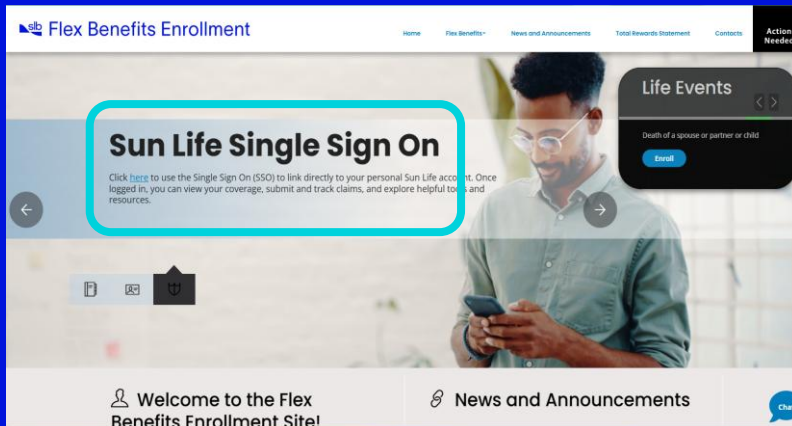 slb Flex Benefits Enrollment
Home Flex Benefits News and Announcements Total Rewards Statement Contacts Action
Needed
Life Events
Death of a spouse or partner or child
Enroll
Sun Life Single Sign On
Click here to use the Single Sign On (SSO) to link directly to your personal Sun Life account. Once
logged in, you can view your coverage, submit and track claims, and explore helpful tools and
resources.
Welcome to the Flex
Benefits Enrollment Site!
News and Announcements
Chat